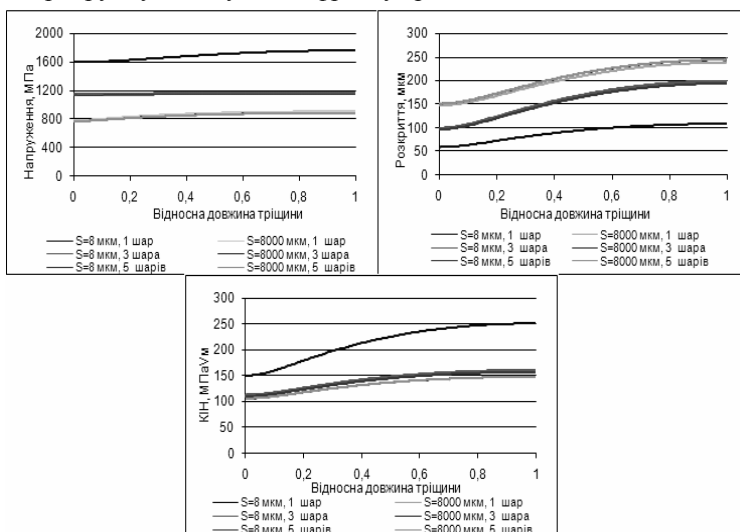 2000
1600
1200
800
400
0
Напруження, МПа
0 0,2 0,4 0,6 0,8 1
Відносна довжина тріщини
S=8 мкм, 1 шар S=8000 мкм, 1 шар
S=8 мкм, 3 шара S=8000 мкм, 3 шара
S=8 мкм, 5 шарів S=8000 мкм, 5 шарів
300
250
200
150
100
50
0
Розкриття, мкм
0 0,2 0,4 0,6 0,8 1
Відносна довжина тріщини
S=8 мкм, 1 шар S=8000 мкм, 1 шар
S=8 мкм, 3 шара S=8000 мкм, 3 шара
S=8 мкм, 5 шарів S=8000 мкм, 5 шарів
300
250
200
150
100
50
0
КІН, МПа√м
0 0,2 0,4 0,6 0,8 1
Відносна довжина тріщини
S=8 мкм, 1 шар S=8000 мкм, 1 шар
S=8 мкм, 3 шара S=8000 мкм, 3 шара
S=8 мкм, 5 шарів S=8000 мкм, 5 шарів